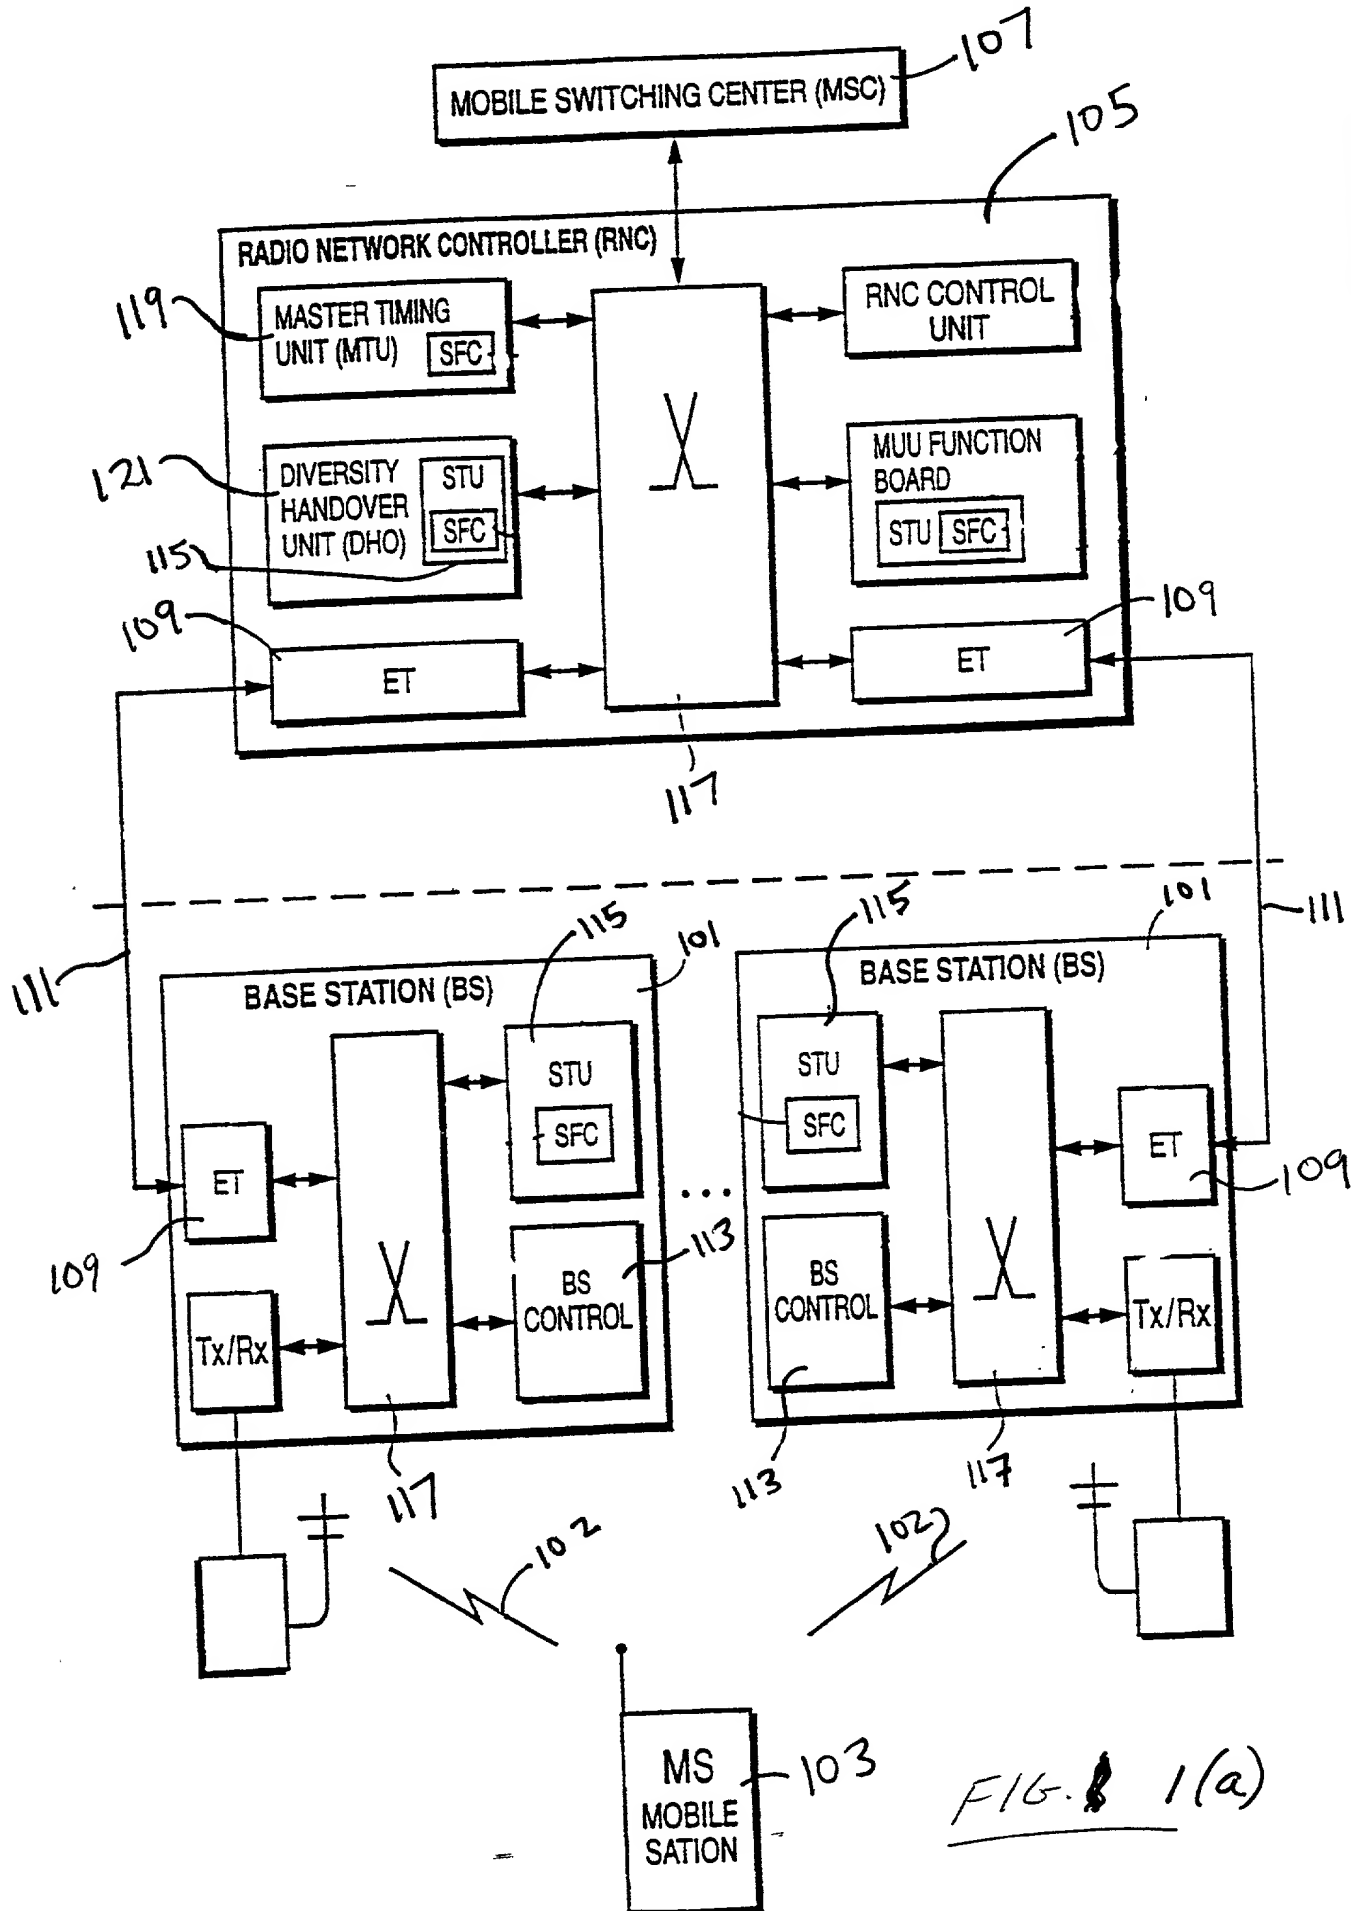 107
MOBILE SWITCHING CENTER (MSC)
105
RADIO NETWORK CONTROLLER (RNC)
119
MASTER TIMING
UNIT (MTU)
SFC
RNC CONTROL
UNIT
121
DIVERSITY
HANDOVER
UNIT (DHO)
STU
SFC
115
MUU FUNCTION
BOARD
STU
SFC
109
ET
109
ET
117
111
111
115
101
BASE STATION (BS)
STU
SFC
ET
109
113
BS
CONTROL
Tx/Rx
117
115
101
BASE STATION (BS)
STU
SFC
ET
109
BS
CONTROL
Tx/Rx
113
117
...
102
102
MS
MOBILE
SATION
103
FIG. 1(a)